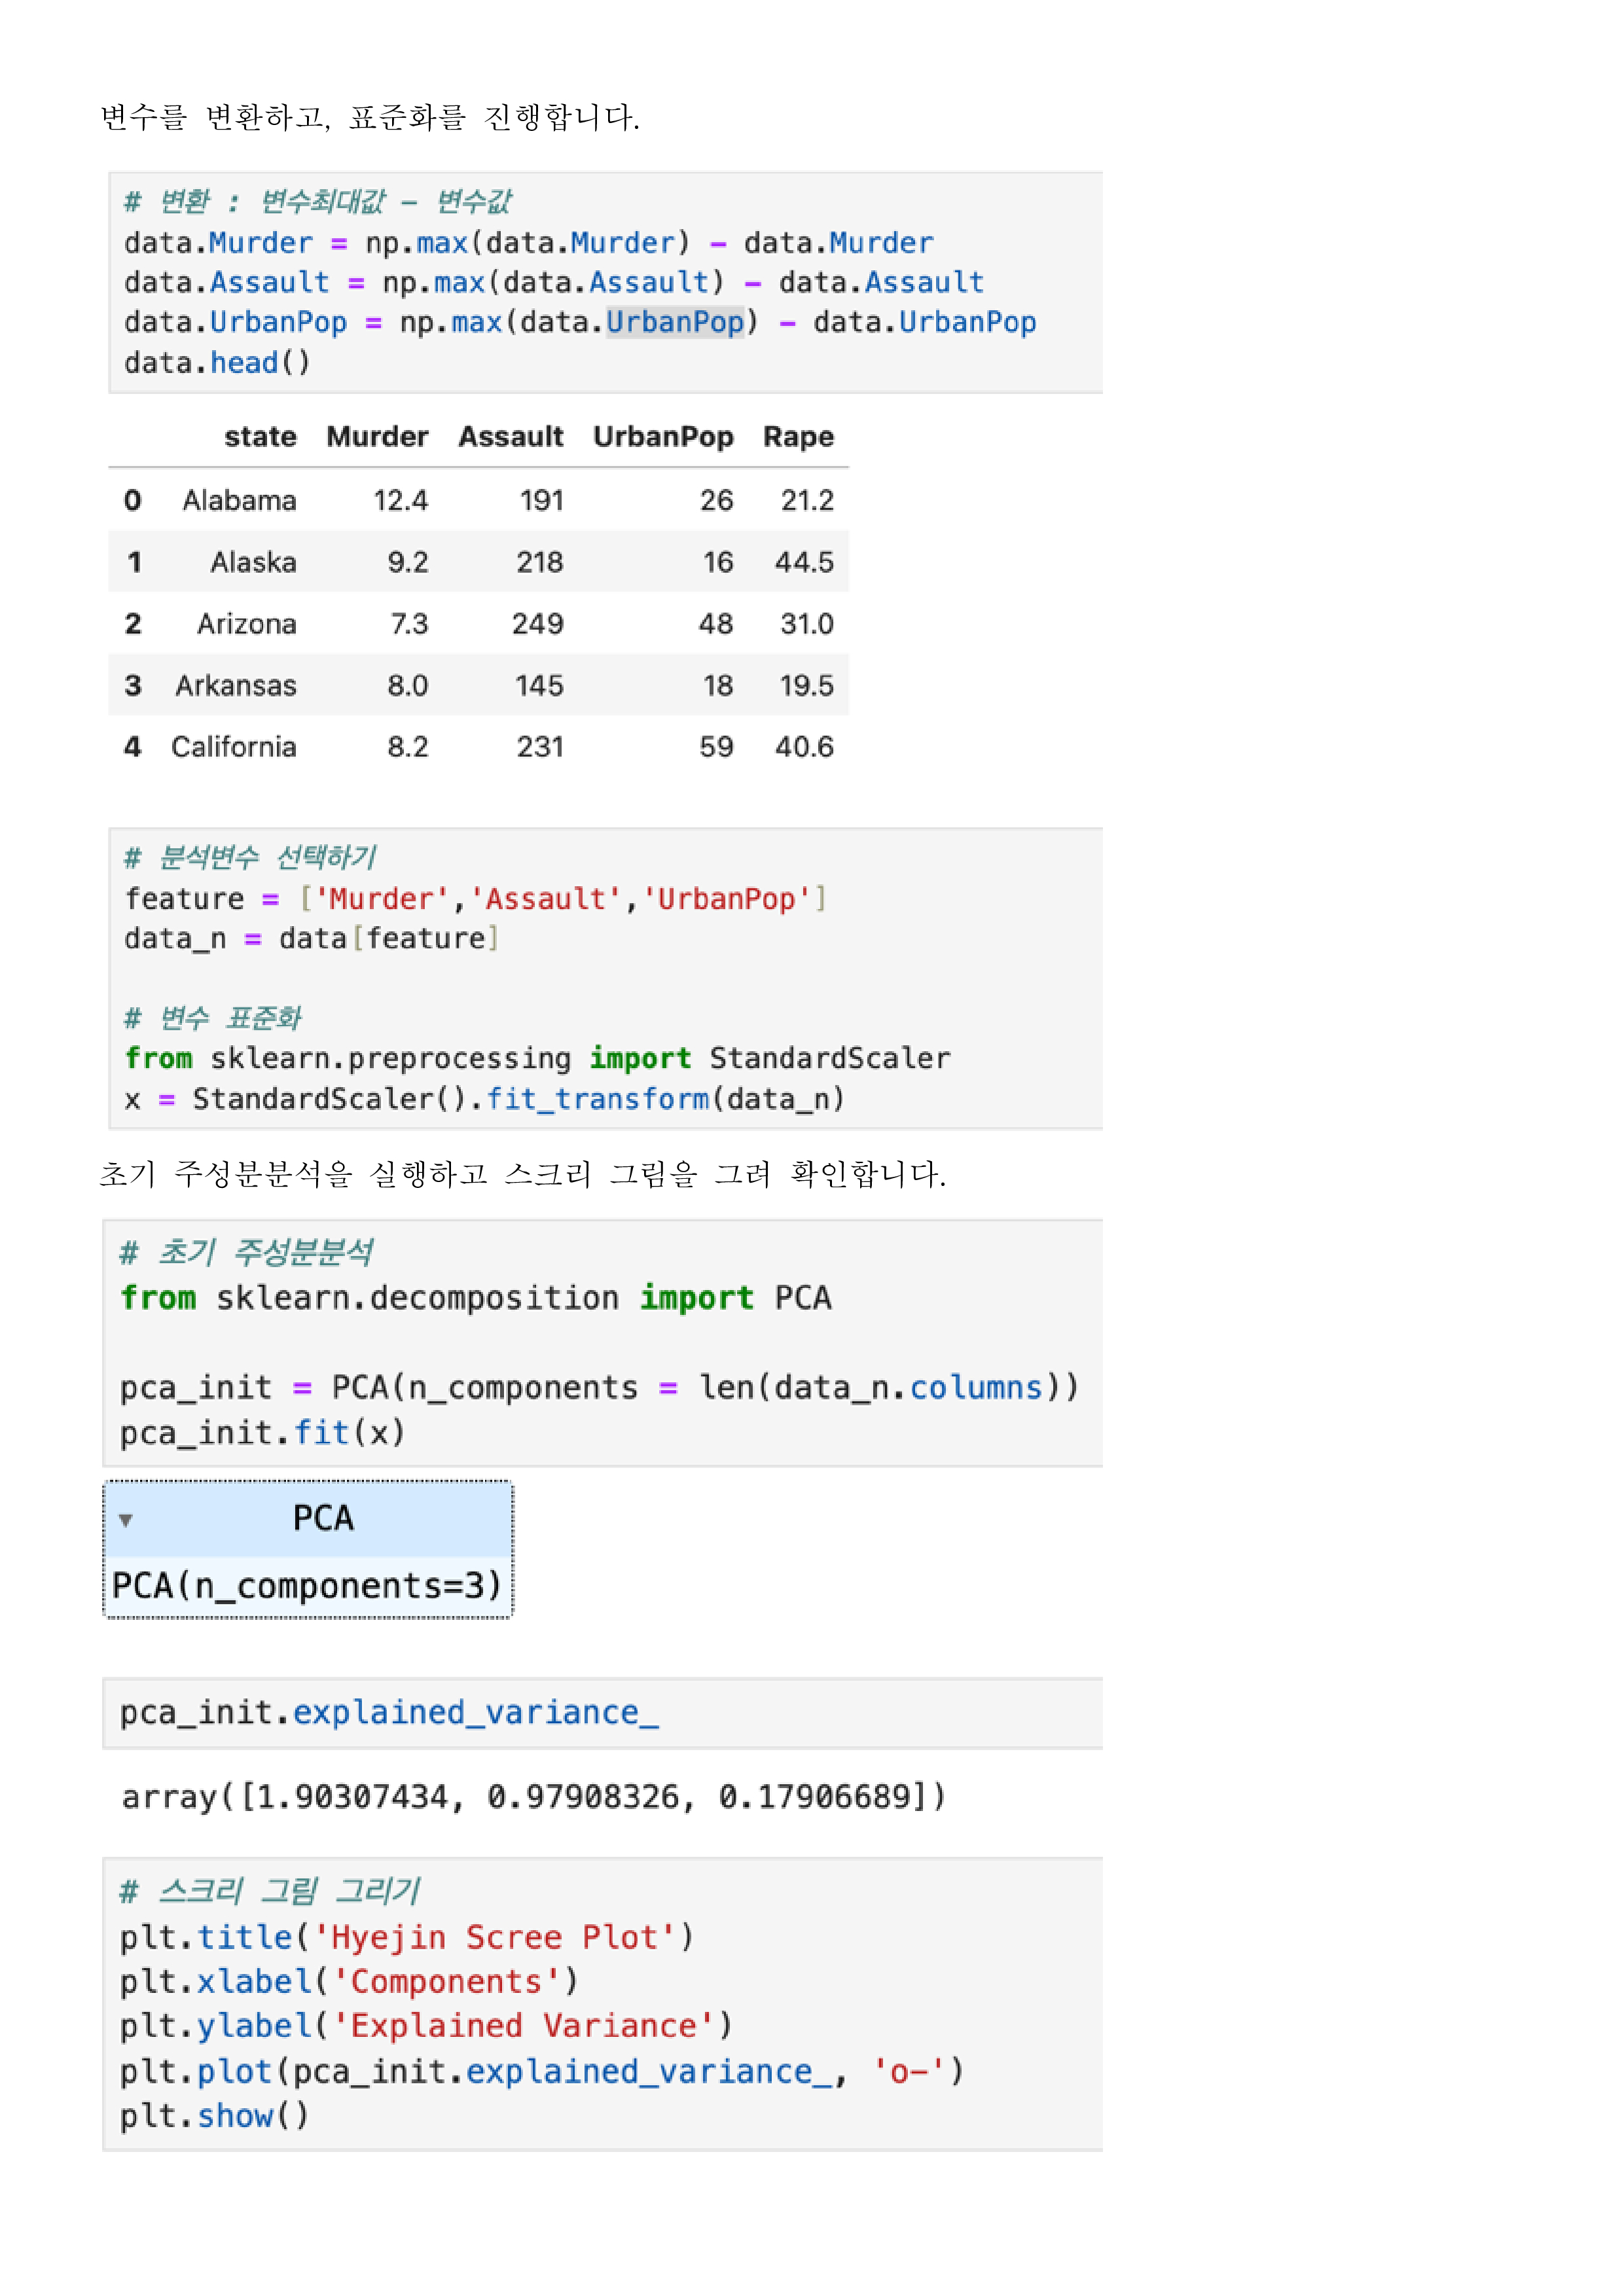 변수를 변환하고, 표준화를 진행합니다.
# 변환 : 변수최대값 – 변수값
data.Murder = np.max(data.Murder) - data.Murder
data.Assault = np.max(data.Assault) - data.Assault
data.UrbanPop = np.max(data.UrbanPop) - data.UrbanPop
data.head()
state Murder Assault UrbanPop Rape
0 Alabama 12.4 191 26 21.2
1 Alaska 9.2 218 16 44.5
2 Arizona 7.3 249 48 31.0
3 Arkansas 8.0 145 18 19.5
4 California 8.2 231 59 40.6
# 분석변수 선택하기
feature = ['Murder','Assault','UrbanPop']
data_n = data[feature]
# 변수 표준화
from sklearn.preprocessing import StandardScaler
x = StandardScaler().fit_transform(data_n)
초기 주성분분석을 실행하고 스크리 그림을 그려 확인합니다.
# 초기 주성분분석
from sklearn.decomposition import PCA
pca_init = PCA(n_components = len(data_n.columns))
pca_init.fit(x)
▼ PCA
PCA(n_components=3)
pca_init.explained_variance_
array([1.90307434, 0.97908326, 0.17906689])
# 스크리 그림 그리기
plt.title('Hyejin Scree Plot')
plt.xlabel('Components')
plt.ylabel('Explained Variance')
plt.plot(pca_init.explained_variance_, 'o-')
plt.show()